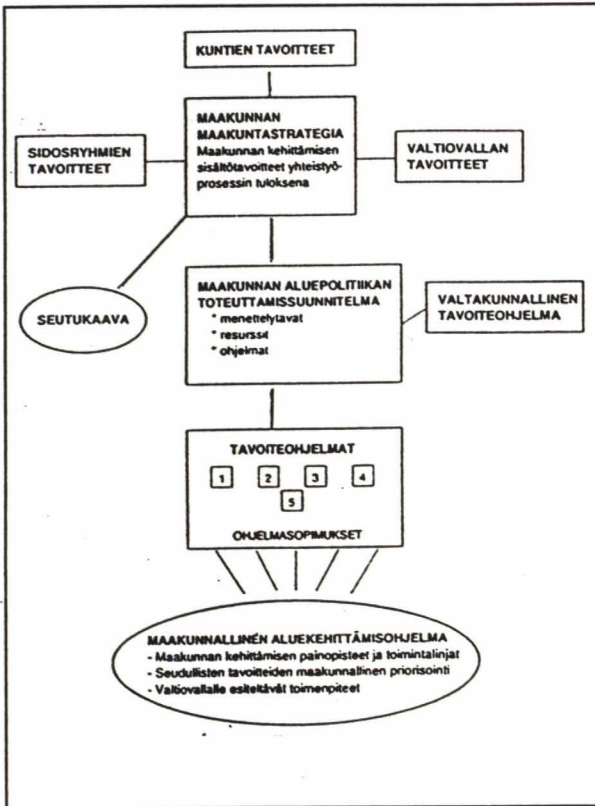 KUNTIEN TAVOITTEET
MAAKUNNAN
MAAKUNTASTRATEGIA
Maakunnan kehittämisen
sisältötavoitteet yhteistyö-
prosessin tuloksena
SIDOSRYHMIEN
TAVOITTEET
VALTIOVALLAN
TAVOITTEET
SEUTUKAAVA
MAAKUNNAN ALUEPOLITIIKAN
TOTEUTTAMISSUUNNITELMA
* menettelytavat
* resurssit
* ohjelmat
VALTAKUNNALLINEN
TAVOITEOHJELMA
TAVOITEOHJELMAT
1 2 3 4
5
OHJELMASOPIMUKSET
MAAKUNNALLINEN ALUEKEHITTÄMISOHJELMA
- Maakunnan kehittämisen painopisteet ja toimintalinjat
- Seudullisten tavoitteiden maakunnallinen priorisointi
- Valtiovallalle esiteltävät toimenpiteet